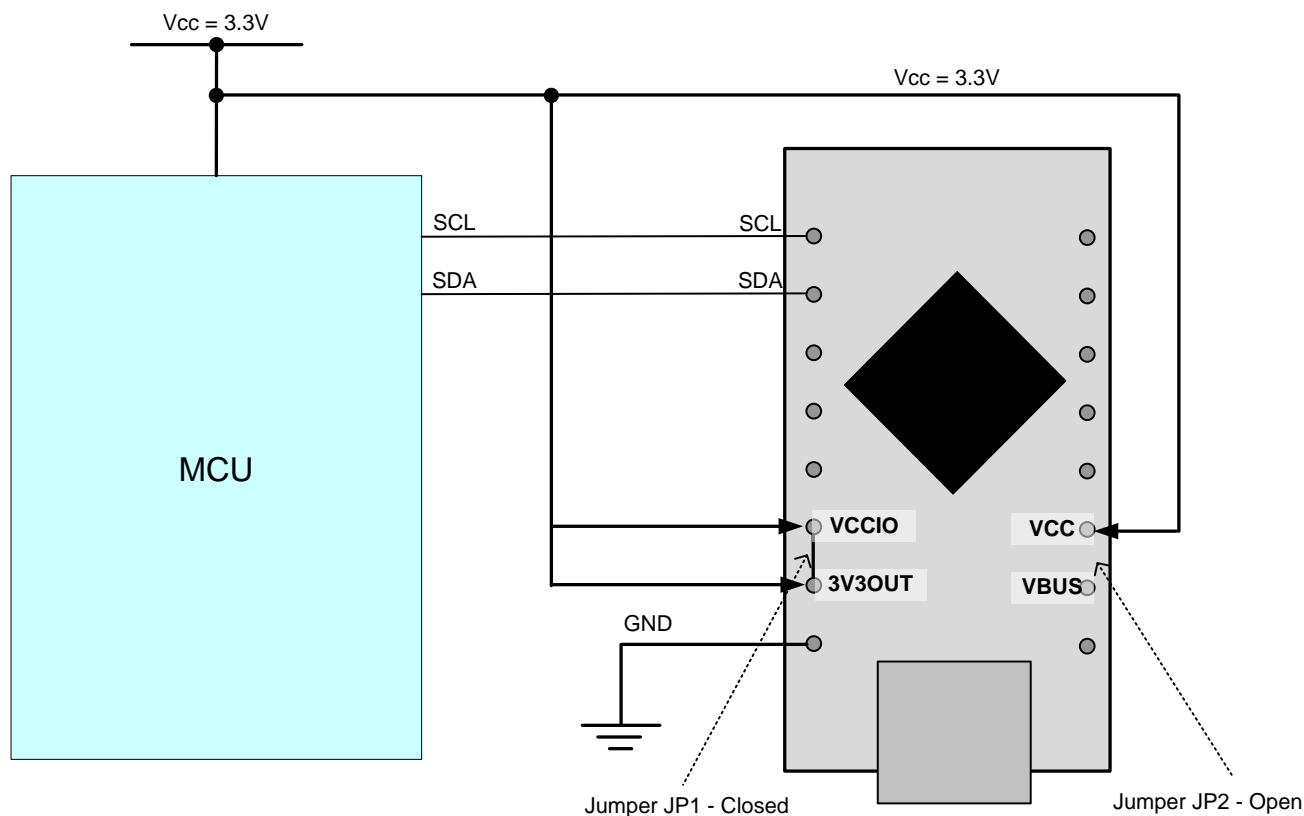 Vcc = 3.3V
Vcc = 3.3V
SCL
SCL
SDA
SDA
MCU
VCCIO
VCC
3V3OUT
VBUS
GND
Jumper JP1 - Closed
Jumper JP2 - Open